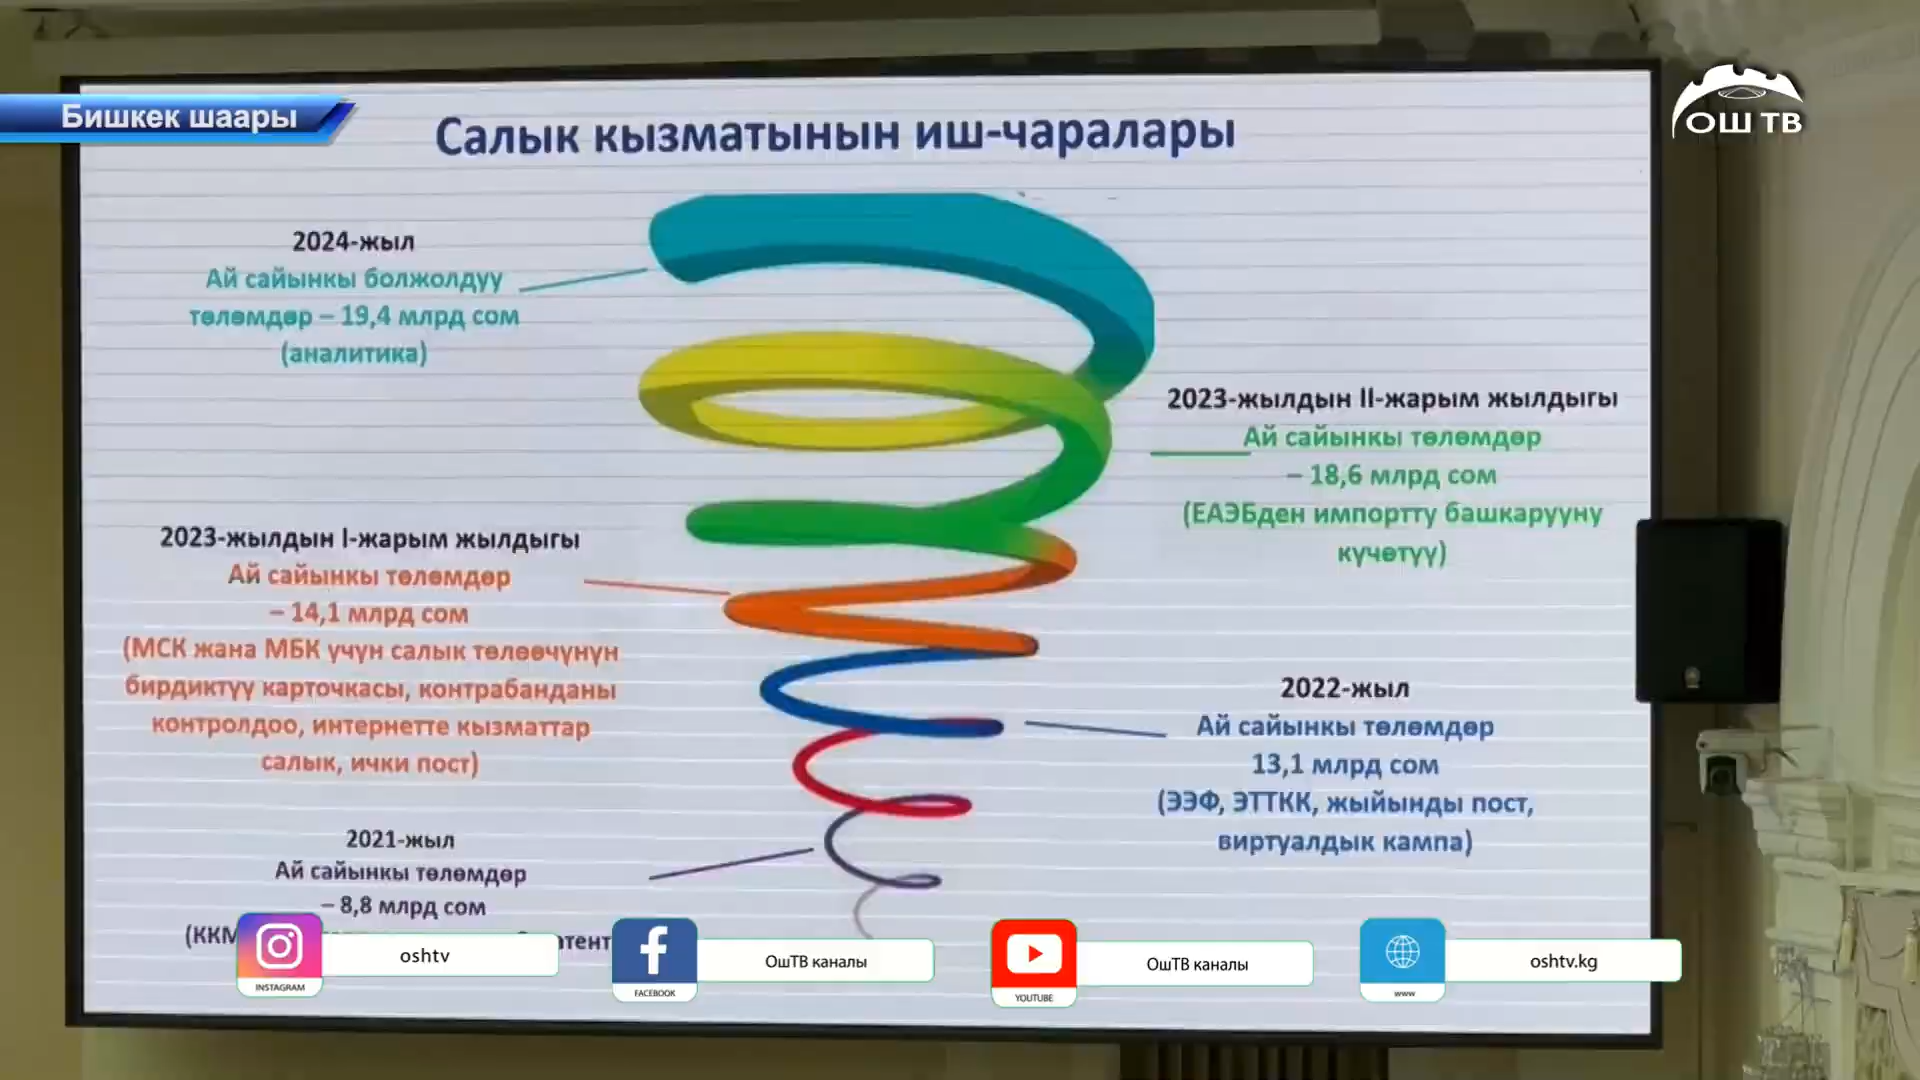 Бишкек шаары
ОШ ТВ
Салык кызматынын иш-чаралары
2024-жыл
Ай сайынкы болжолдуу
төлөмдөр – 19,4 млрд сом
(аналитика)
2023-жылдын II-жарым жылдыгы
Ай сайынкы төлөмдөр
– 18,6 млрд сом
(ЕАЭБден импортту башкарууну
күчөтүү)
2023-жылдын I-жарым жылдыгы
Ай сайынкы төлөмдөр
– 14,1 млрд сом
(МСК жана МБК үчүн салык төлөөчүнүн
бирдиктүү карточкасы, контрабанданы
контролдоо, интернетте кызматтар
салык, ички пост)
2022-жыл
Ай сайынкы төлөмдөр
13,1 млрд сом
(ЭЭФ, ЭТТКК, жыйынды пост,
виртуалдык кампа)
2021-жыл
Ай сайынкы төлөмдөр
– 8,8 млрд сом
(ККМ
oshtv
INSTAGRAM
ОшТВ каналы
FACEBOOK
ОшТВ каналы
YOUTUBE
oshtv.kg
www